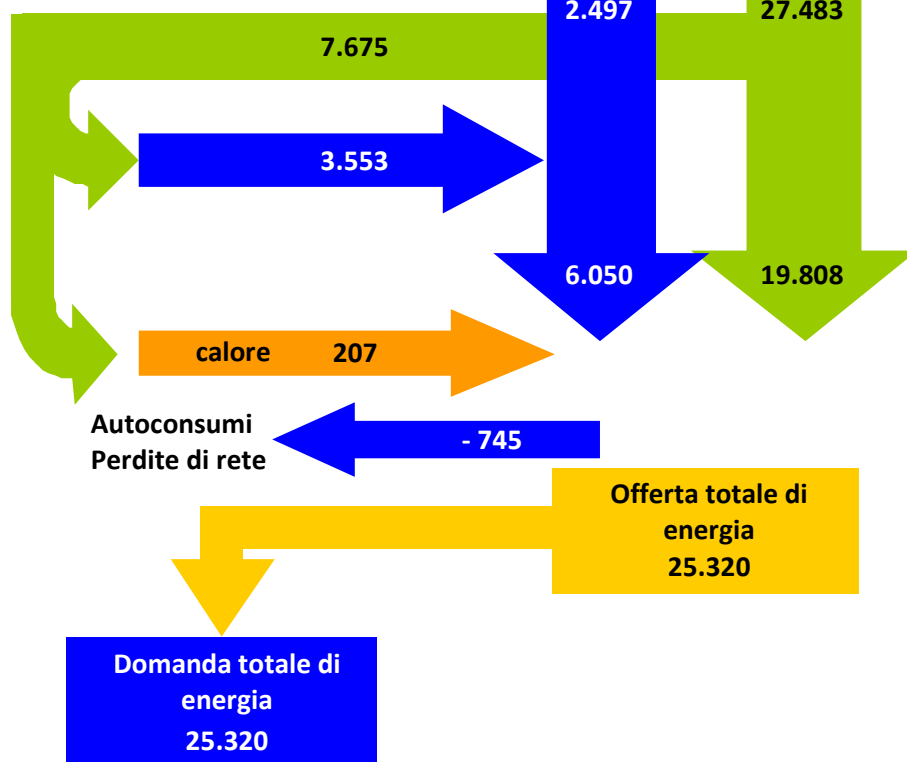 2.497
27.483
7.675
3.553
6.050
19.808
calore 207
Autoconsumi
Perdite di rete
- 745
Offerta totale di
energia
25.320
Domanda totale di
energia
25.320